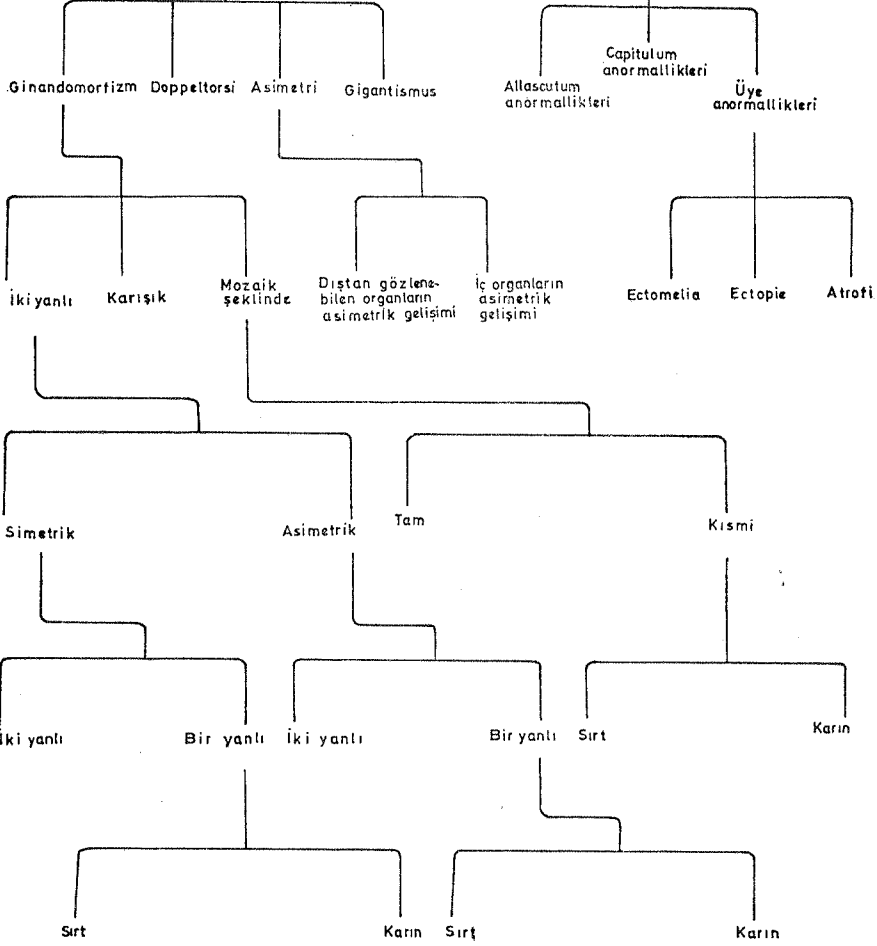 Ginandomorfizm
Doppeltorsi
Asimetri
Gigantismus
Allascutum
anormallikleri
Capitulum
anormallikleri
Üye
anormallikleri
İki yanlı
Karışık
Mozaik
şeklinde
Dıştan gözlene-
bilen organların
asimetrik gelişimi
İç organların
asimetrik
gelişimi
Ectomelia
Ectopie
Atrofi
Simetrik
Asimetrik
Tam
Kısmi
İki yanlı
Bir yanlı
İki yanlı
Bir yanlı
Sırt
Karın
Sırt
Karın
Sırt
Karın